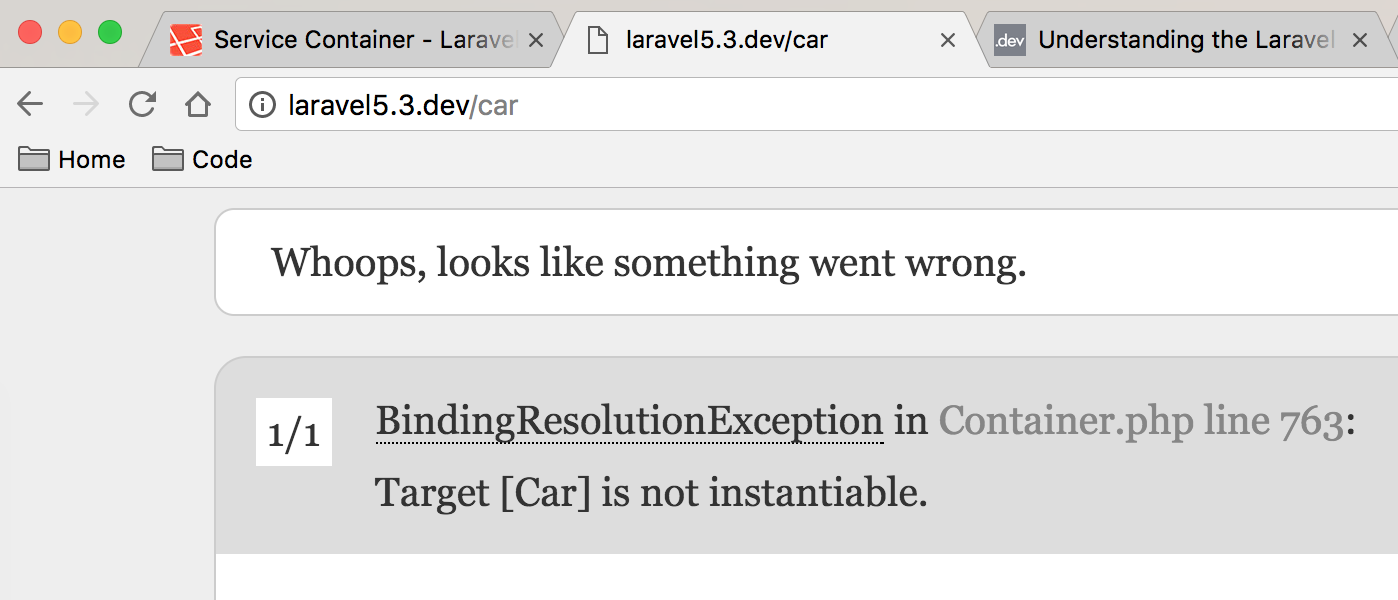 Service Container - Laravel
laravel5.3.dev/car
.dev Understanding the Laravel
laravel5.3.dev/car
Home Code
Whoops, looks like something went wrong.
1/1
BindingResolutionException in Container.php line 763:
Target [Car] is not instantiable.